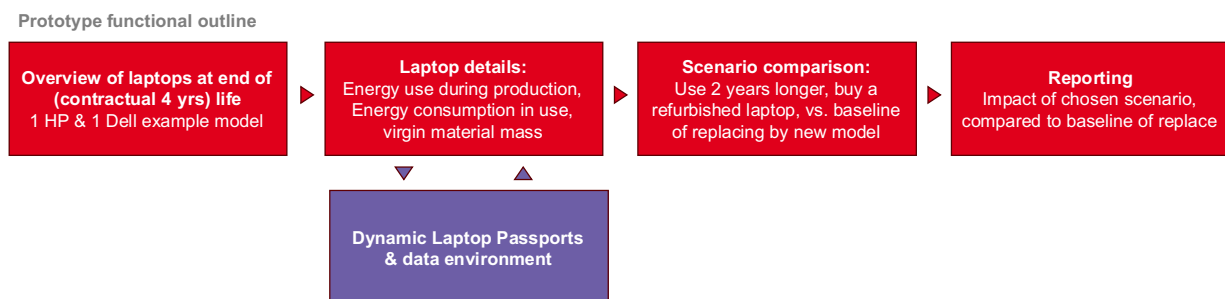 Prototype functional outline
Overview of laptops at end of
(contractual 4 yrs) life
1 HP & 1 Dell example model
Laptop details:
Energy use during production,
Energy consumption in use,
virgin material mass
Scenario comparison:
Use 2 years longer, buy a
refurbished laptop, vs. baseline
of replacing by new model
Reporting
Impact of chosen scenario,
compared to baseline of replace
Dynamic Laptop Passports
& data environment